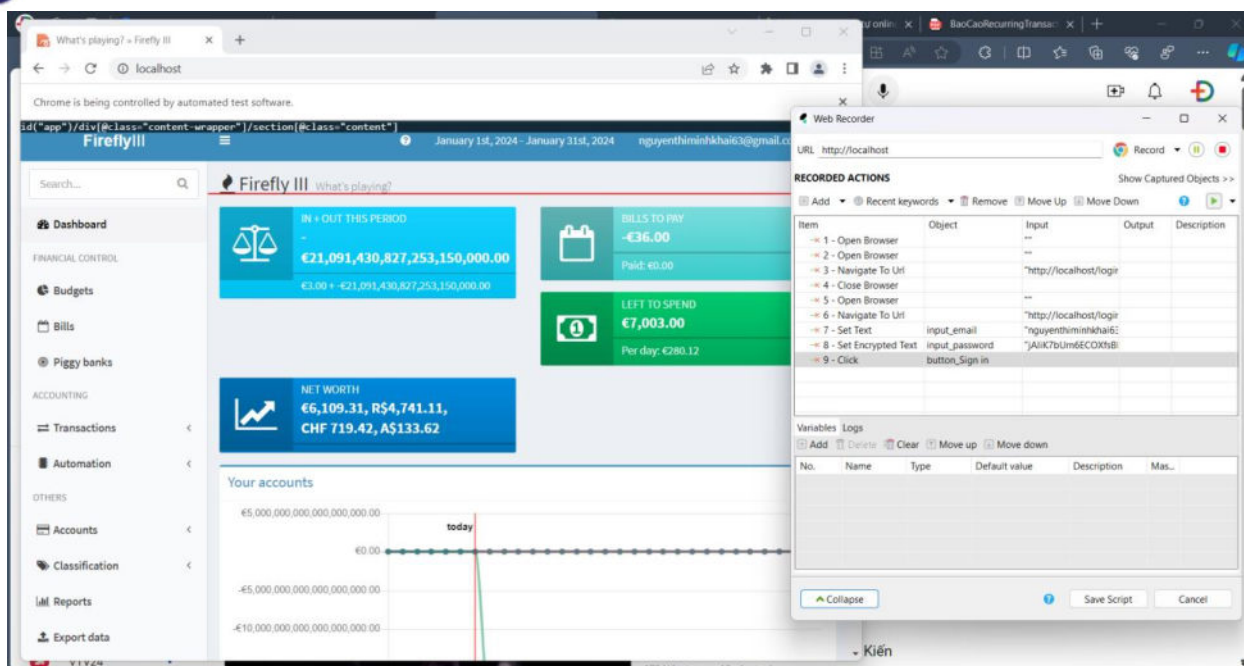 What's playing? » Firefly III
localhost
Chrome is being controlled by automated test software.
id("app")/div[@class="content-wrapper"]/section[@class="content"]
FireflyIII
January 1st, 2024 - January 31st, 2024
nguyenthiminhkhai63@gmail.co
Search...
Firefly III What's playing?
Dashboard
FINANCIAL CONTROL
Budgets
Bills
Piggy banks
ACCOUNTING
Transactions
Automation
OTHERS
Accounts
Classification
Reports
Export data
IN + OUT THIS PERIOD
-
€21,091,430,827,253,150,000.00
€3.00 + -€21,091,430,827,253,150,000.00
BILLS TO PAY
-€36.00
Paid: €0.00
LEFT TO SPEND
€7,003.00
Per day: €280.12
NET WORTH
€6,109.31, R$4,741.11,
CHF 719.42, A$133.62
Your accounts
€5,000,000,000,000,000,000.00
today
€0.00
-€5,000,000,000,000,000,000.00
-€10,000,000,000,000,000,000.00
BaoCaoRecurringTransac
Web Recorder
URL http://localhost
Record
RECORDED ACTIONS
Show Captured Objects >>
Add Recent keywords Remove Move Up Move Down
Item Object Input Output Description
1 - Open Browser ""
2 - Open Browser ""
3 - Navigate To Url "http://localhost/login
4 - Close Browser
5 - Open Browser ""
6 - Navigate To Url "http://localhost/login
7 - Set Text input_email "nguyenthiminhkhai63
8 - Set Encrypted Text input_password
9 - Click button_Sign in
Variables Logs
Add Delete Clear Move up Move down
No. Name Type Default value Description Mas...
Collapse
Save Script
Cancel
Kiến
VTV24